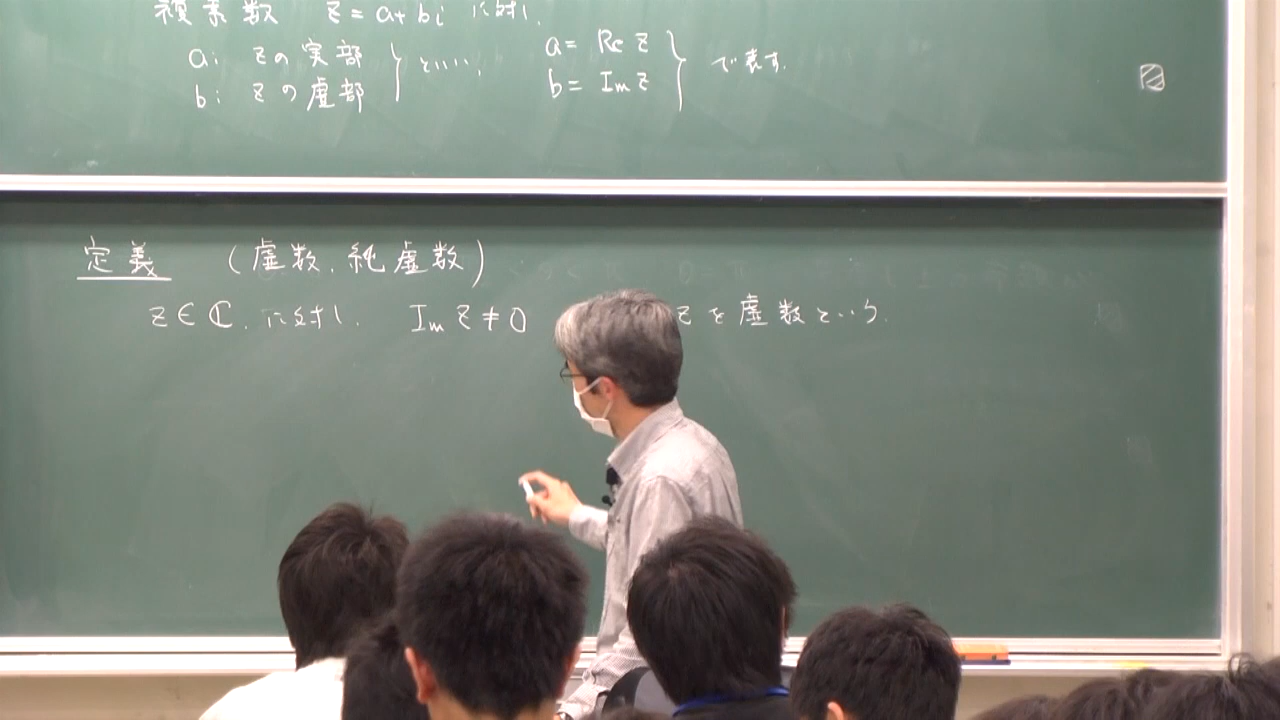 複素数 z = a+bi に対し,
a: zの実部
b: zの虚部
といい,
a = Re z
b = Im z
で表す.
定義 (虚数, 純虚数)
z∈ℂ. に対し. Im z≠0 zを虚数という.